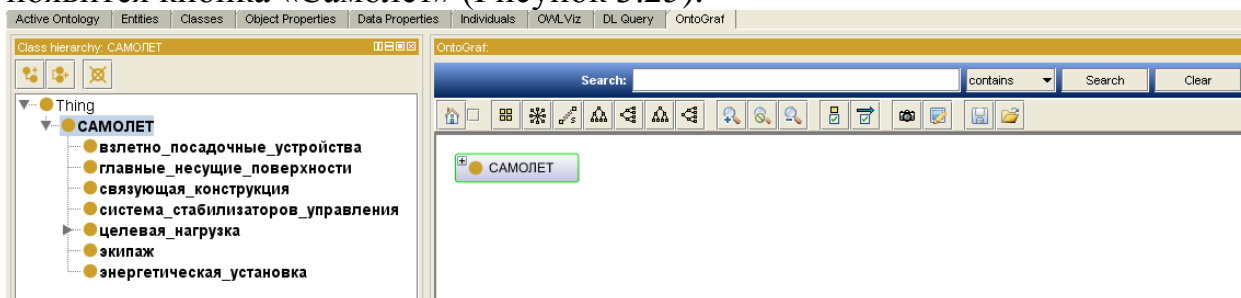 появится кнопка «Самолет» (Рисунок 3.23).
Active Ontology Entities Classes Object Properties Data Properties Individuals OWLViz DL Query OntoGraf
Class hierarchy: САМОЛЕТ
OntoGraf:
Search: contains Search Clear
Thing
САМОЛЕТ
взлетно_посадочные_устройства
главные_несущие_поверхности
связующая_конструкция
система_стабилизаторов_управления
целевая_нагрузка
экипаж
энергетическая_установка
САМОЛЕТ